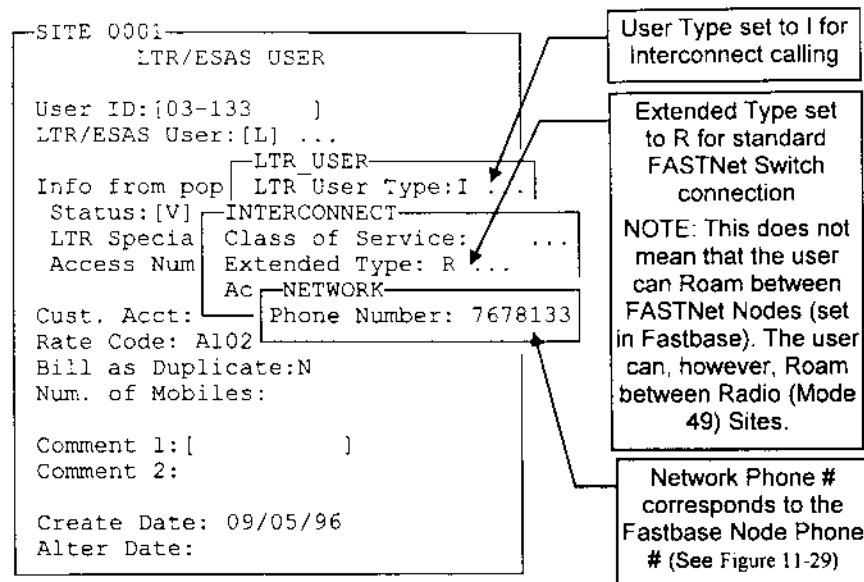 SITE 0001
LTR/ESAS USER
User ID:[03-133 ]
LTR/ESAS User:[L] ...
LTR USER
Info from pop LTR User Type:I ...
Status:[V] INTERCONNECT
LTR Specia Class of Service: ...
Access Num Extended Type: R ...
Ac NETWORK
Cust. Acct: Phone Number: 7678133
Rate Code: A102
Bill as Duplicate:N
Num. of Mobiles:
Comment 1:[ ]
Comment 2:
Create Date: 09/05/96
Alter Date:
User Type set to I for
Interconnect calling
Extended Type set
to R for standard
FASTNet Switch
connection
NOTE: This does not
mean that the user
can Roam between
FASTNet Nodes (set
in Fastbase). The user
can, however, Roam
between Radio (Mode
49) Sites.
Network Phone #
corresponds to the
Fastbase Node Phone
# (See Figure 11-29)